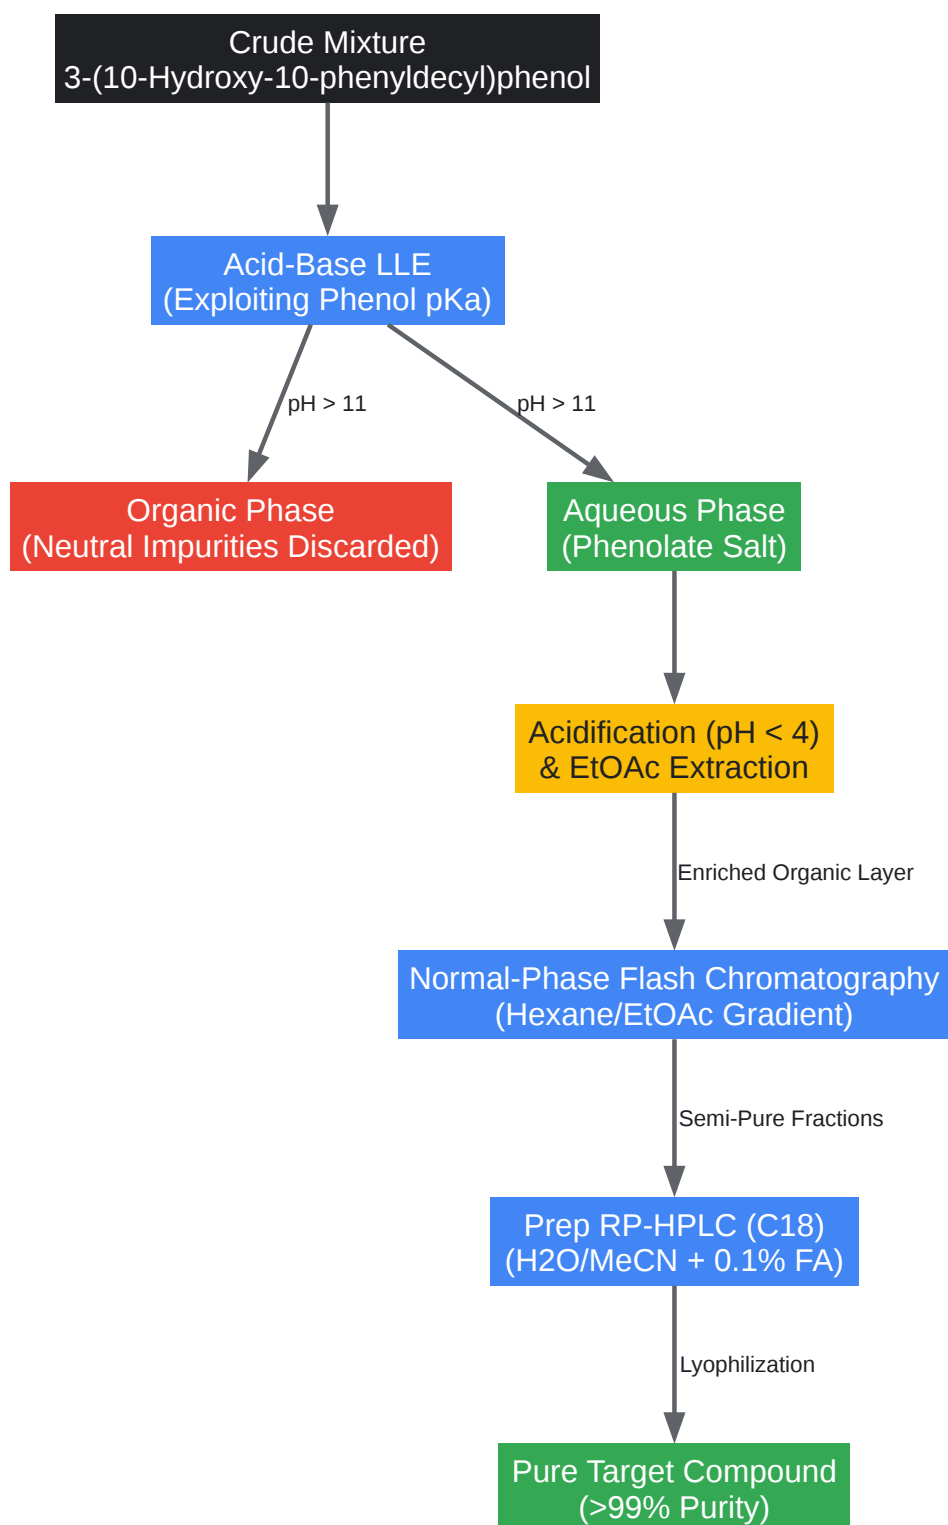 Crude Mixture
3-(10-Hydroxy-10-phenyldecyl)phenol
Acid-Base LLE
(Exploiting Phenol pKa)
pH > 11
pH > 11
Organic Phase
(Neutral Impurities Discarded)
Aqueous Phase
(Phenolate Salt)
Acidification (pH < 4)
& EtOAc Extraction
Enriched Organic Layer
Normal-Phase Flash Chromatography
(Hexane/EtOAc Gradient)
Semi-Pure Fractions
Prep RP-HPLC (C18)
(H2O/MeCN + 0.1% FA)
Lyophilization
Pure Target Compound
(>99% Purity)